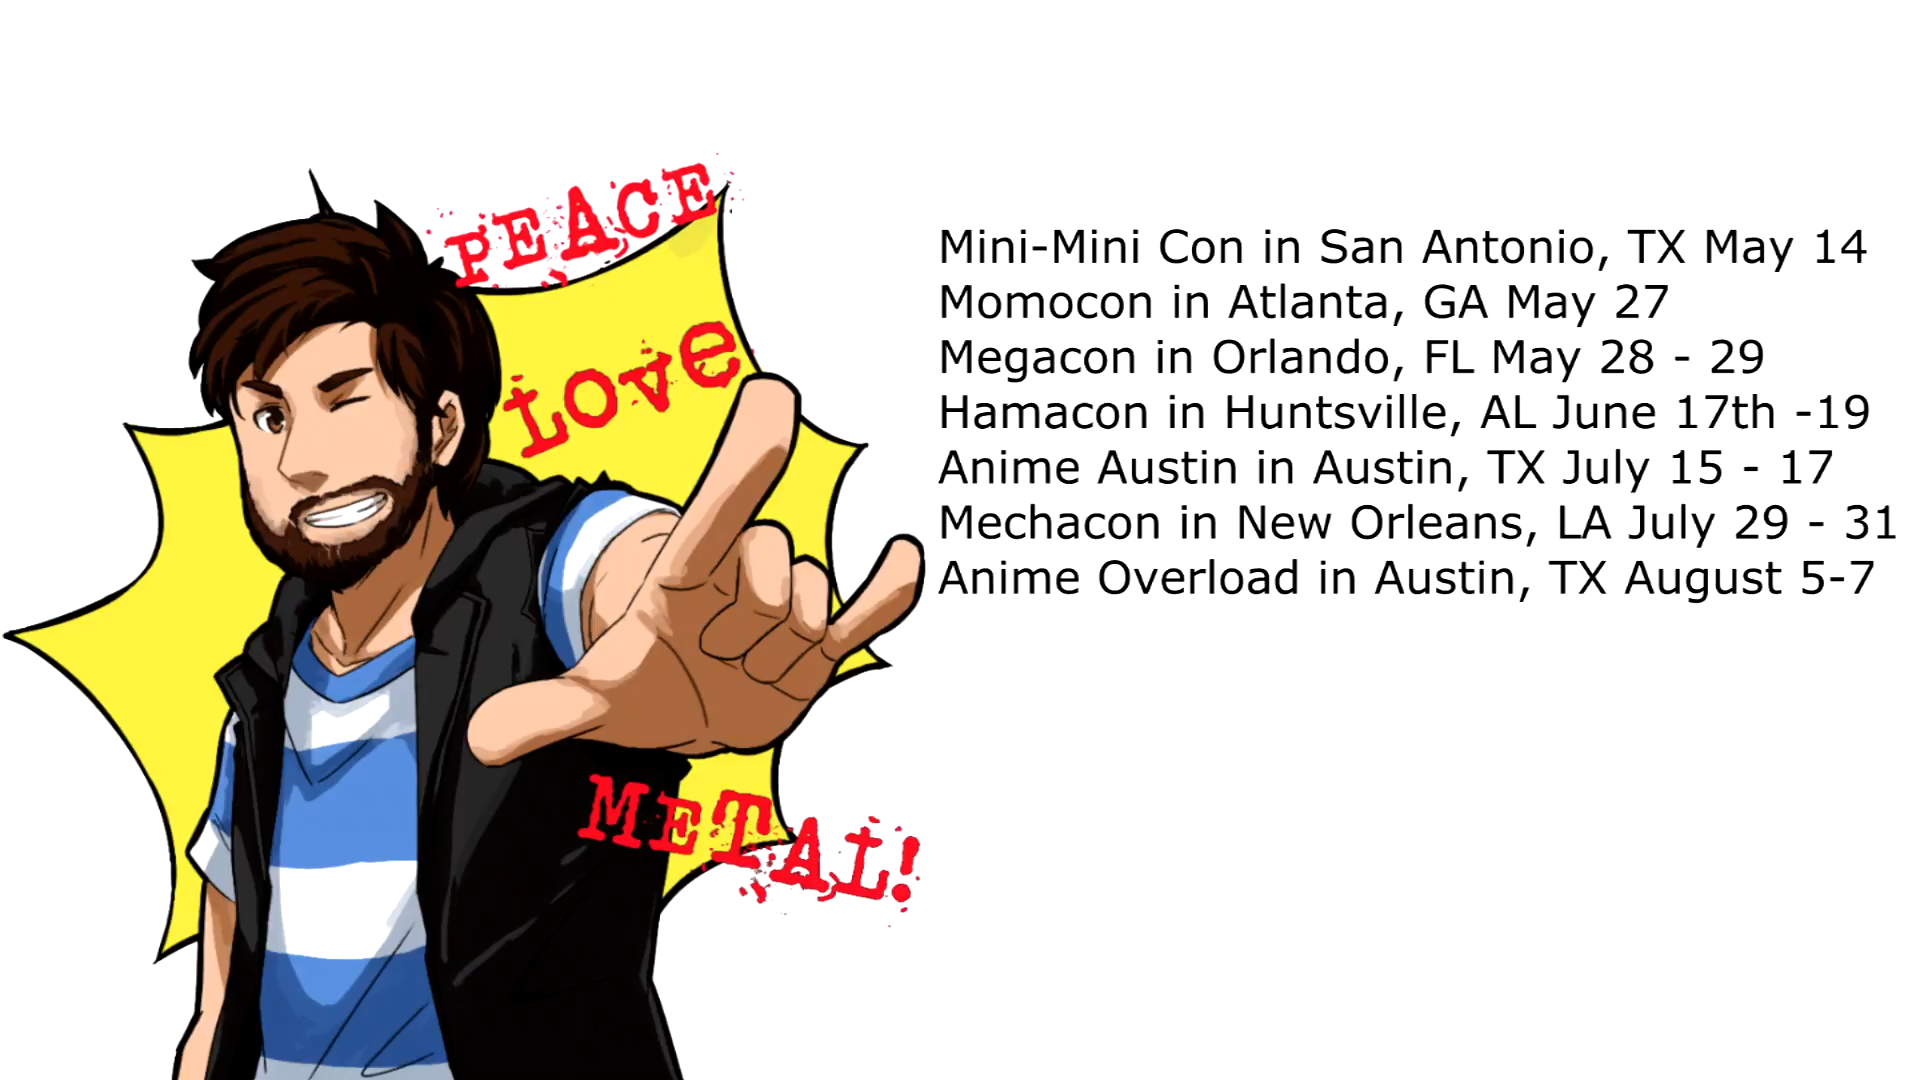 PEACE
Love
METAL!
Mini-Mini Con in San Antonio, TX May 14
Momocon in Atlanta, GA May 27
Megacon in Orlando, FL May 28 - 29
Hamacon in Huntsville, AL June 17th -19
Anime Austin in Austin, TX July 15 - 17
Mechacon in New Orleans, LA July 29 - 31
Anime Overload in Austin, TX August 5-7